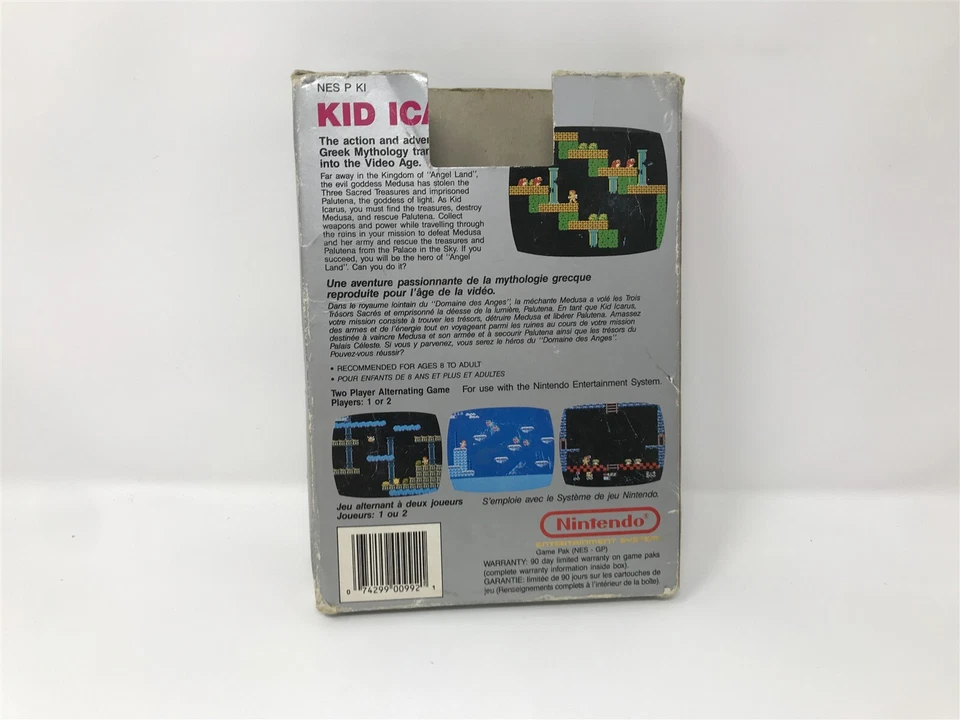 NES P KI
KID ICA
The action and adven
Greek Mythology tran
into the Video Age.
Far away in the Kingdom of "Angel Land",
the evil goddess Medusa has stolen the
Three Sacred Treasures and imprisoned
Palutena, the goddess of light. As Kid
Icarus, you must find the treasures, destroy
Medusa, and rescue Palutena. Collect
weapons and power while travelling through
the rains in your mission to defeat Medusa
and her army and rescue the treasures and
Palutena from the Palace in the Sky. If you
succeed, you will be the hero of "Angel
Land". Can you do it?
Une aventure passionnante de la mythologie grecque
reproduite pour l'âge de la vidéo.
Dans le royaume lointain du "Domaine des Anges", la méchante Medusa a volé les Trois
Trésors Sacrés et emprisonné la déesse de la lumière, Palutena. En tant que Kid Icarus,
votre mission consiste à trouver les trésors, détruire Medusa et libérer Palutena. Amassez
des armes et de l'énergie tout en voyageant parmi les ruines au cours de votre mission
destinée à vaincre Medusa et son armée et à secourir Palutena ainsi que les trésors du
Palais Céleste. Si vous y parvenez, vous serez le héros du "Domaine des Anges".
Pouvez-vous réussir?
• RECOMMENDED FOR AGES 8 TO ADULT
• POUR ENFANTS DE 8 ANS ET PLUS ET ADULTES
Two Player Alternating Game
Players: 1 or 2
For use with the Nintendo Entertainment System.
Jeu alternant à deux joueurs
Joueurs: 1 ou 2
S'emploie avec le Système de jeu Nintendo.
Nintendo
ENTERTAINMENT SYSTEM
Game Pak (NES - GP)
WARRANTY: 90 day limited warranty on game paks
(complete warranty information inside box).
GARANTIE: limitée de 90 jours sur les cartouches de
jeu (Renseignements complets à l'intérieur de la boîte).
0 74299 00992 1